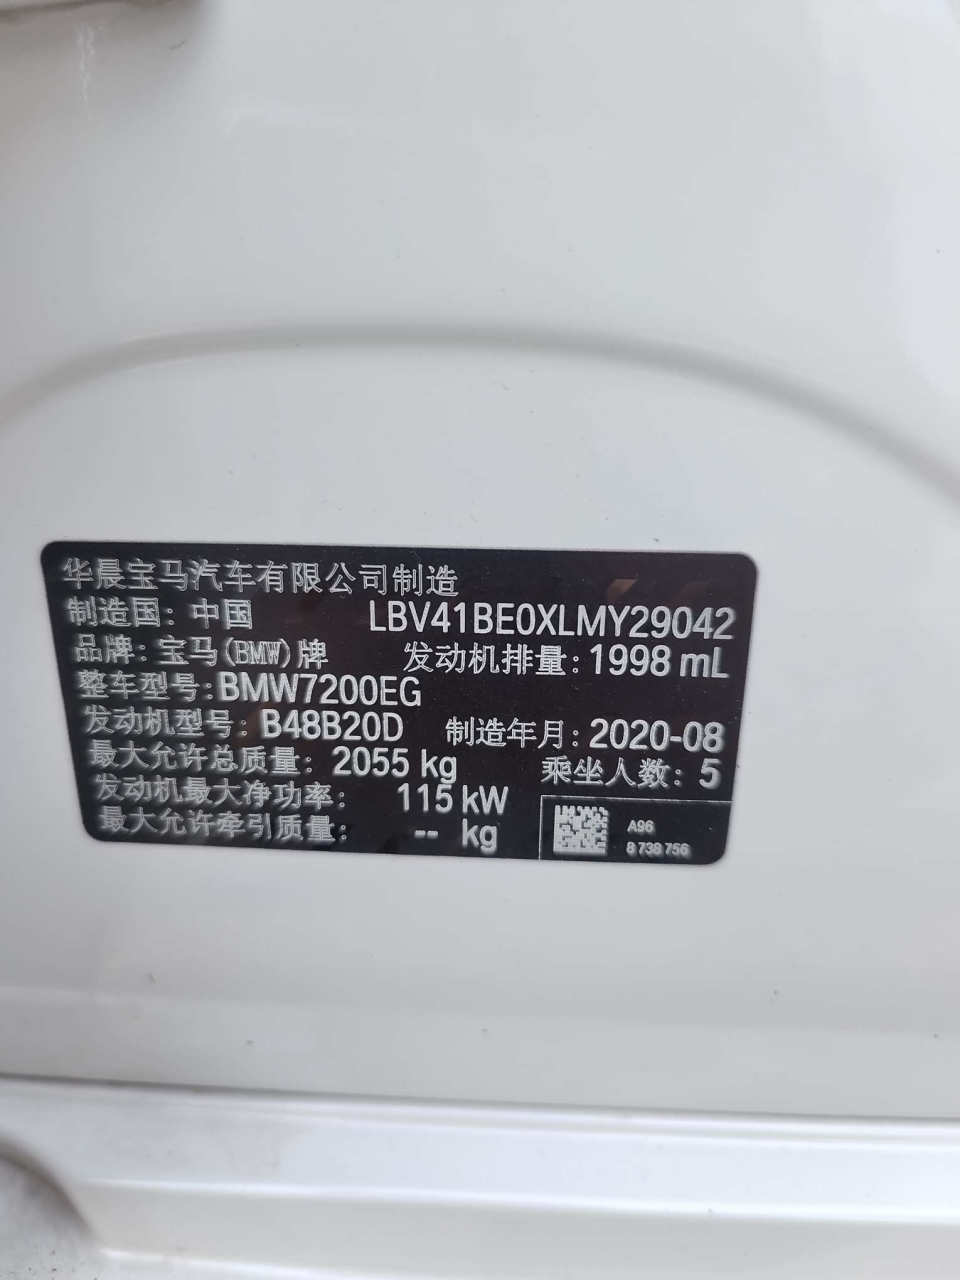 华晨宝马汽车有限公司制造
制造国：中国 LBV41BE0XLMY29042
品牌：宝马(BMW)牌 发动机排量：1998 mL
整车型号：BMW7200EG
发动机型号：B48B20D 制造年月：2020-08
最大允许总质量：2055 kg 乘坐人数：5
发动机最大净功率：115 kW
最大允许牵引质量：-- kg
A96
8 738 756